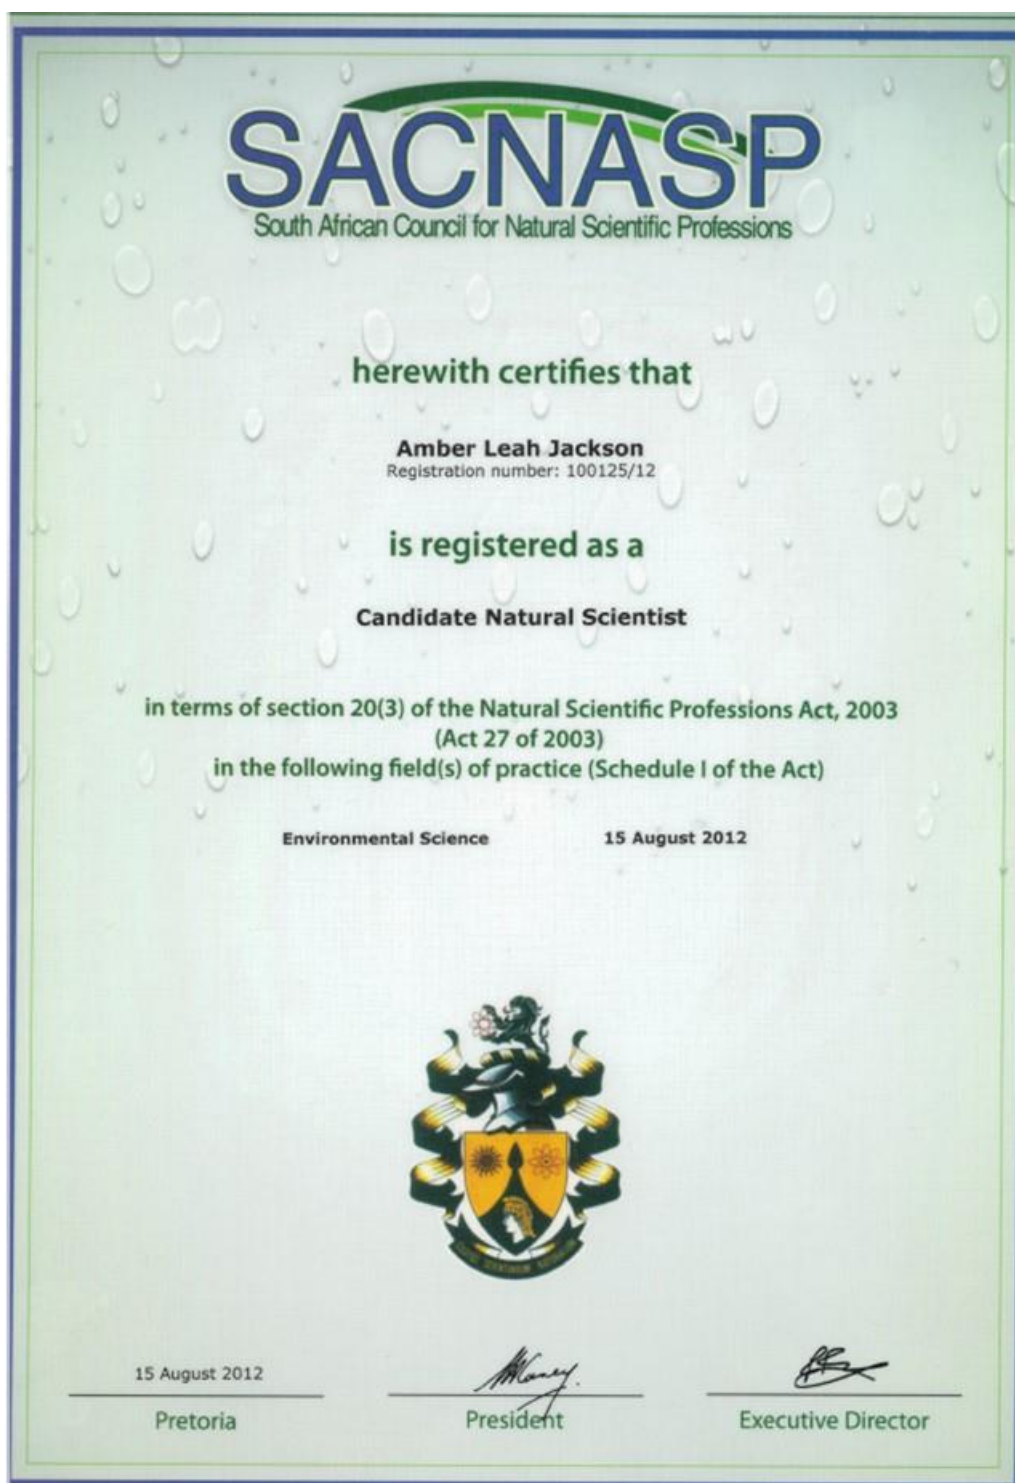 SACNASP
South African Council for Natural Scientific Professions
herewith certifies that
Amber Leah Jackson
Registration number: 100125/12
is registered as a
Candidate Natural Scientist
in terms of section 20(3) of the Natural Scientific Professions Act, 2003
(Act 27 of 2003)
in the following field(s) of practice (Schedule I of the Act)
Environmental Science 15 August 2012
15 August 2012
Pretoria President Executive Director